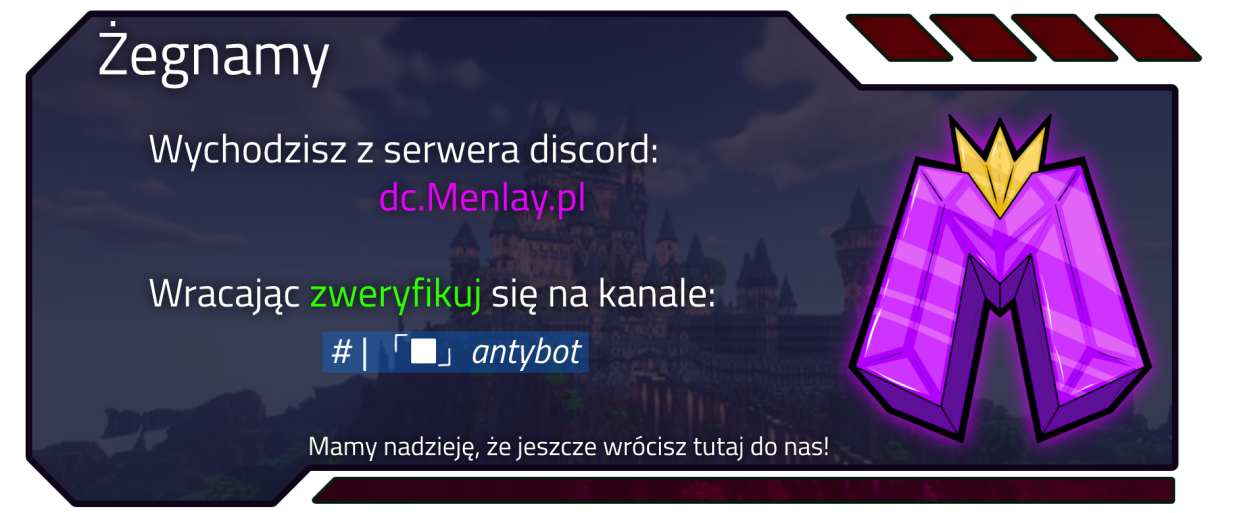 Żegnamy
Wychodzisz z serwera discord:
dc.Menlay.pl
Wracając zweryfikuj się na kanale:
# | 「■」 antybot
Mamy nadzieję, że jeszcze wrócisz tutaj do nas!